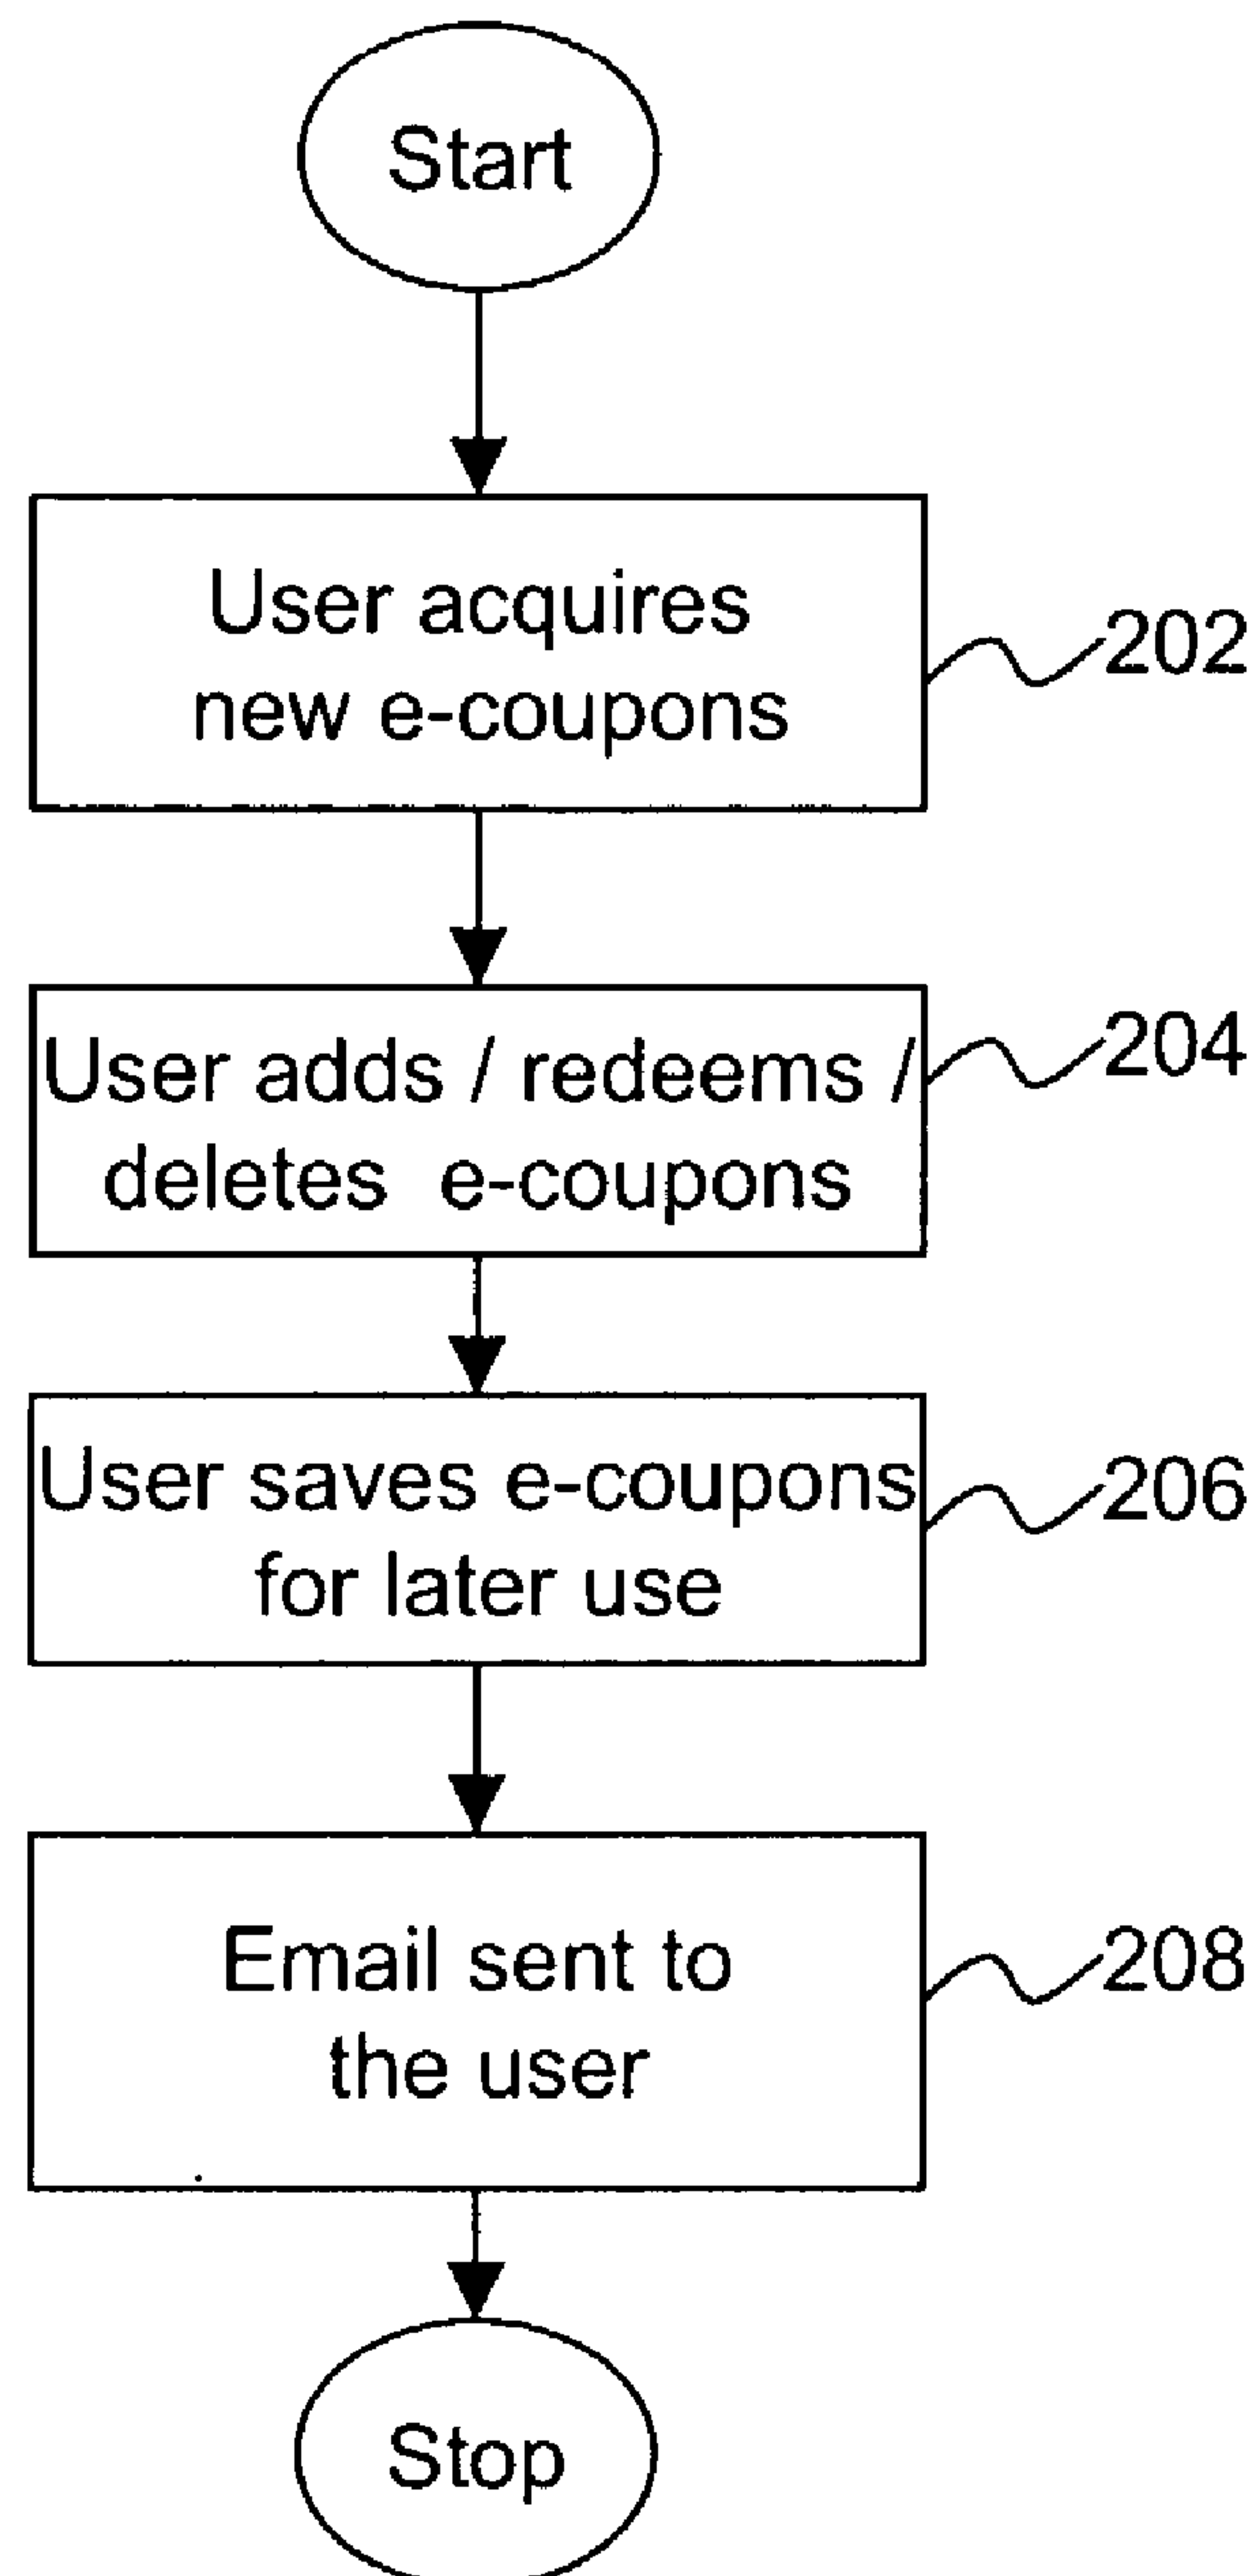 Start
User acquires
new e-coupons
202
User adds / redeems /
deletes e-coupons
204
User saves e-coupons
for later use
206
Email sent to
the user
208
Stop